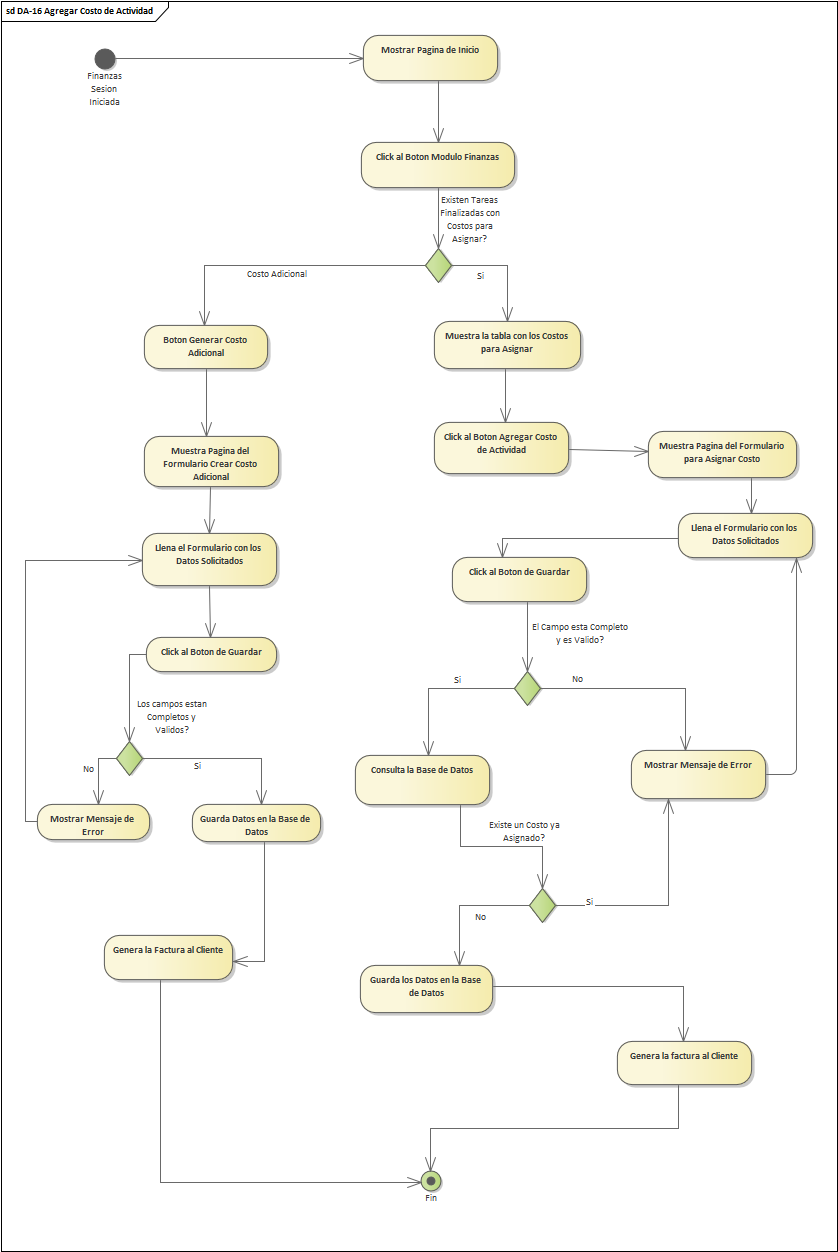 sd DA-16 Agregar Costo de Actividad
Mostrar Pagina de Inicio
Finanzas
Sesion
Iniciada
Click al Boton Modulo Finanzas
Existen Tareas
Finalizadas con
Costos para
Asignar?
Costo Adicional
Si
Boton Generar Costo
Adicional
Muestra la tabla con los Costos
para Asignar
Click al Boton Agregar Costo
de Actividad
Muestra Pagina del Formulario
para Asignar Costo
Muestra Pagina del
Formulario Crear Costo
Adicional
Llena el Formulario con los
Datos Solicitados
Llena el Formulario con los
Datos Solicitados
Click al Boton de Guardar
El Campo esta Completo
y es Valido?
Click al Boton de Guardar
Si
No
Los campos estan
Completos y
Validos?
No
Si
Consulta la Base de Datos
Mostrar Mensaje de Error
Mostrar Mensaje de
Error
Guarda Datos en la Base de
Datos
Existe un Costo ya
Asignado?
Si
No
Genera la Factura al Cliente
Guarda los Datos en la Base
de Datos
Genera la factura al Cliente
Fin